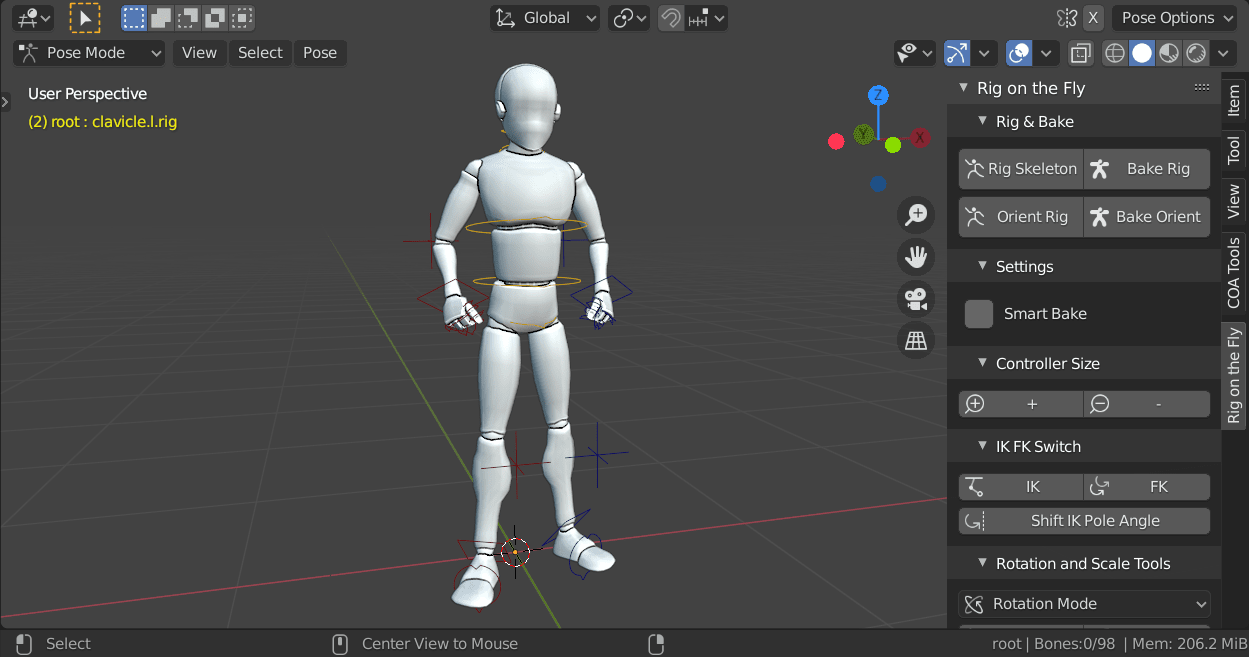 Global
X
Pose Options
Pose Mode
View
Select
Pose
User Perspective
(2) root : clavicle.l.rig
Z
Y
X
Rig on the Fly
Rig & Bake
Rig Skeleton
Bake Rig
Orient Rig
Bake Orient
Settings
Smart Bake
Controller Size
+
-
IK FK Switch
IK
FK
Shift IK Pole Angle
Rotation and Scale Tools
Rotation Mode
Item
Tool
View
COA Tools
Rig on the Fly
Select
Center View to Mouse
root | Bones:0/98 | Mem: 206.2 MiB